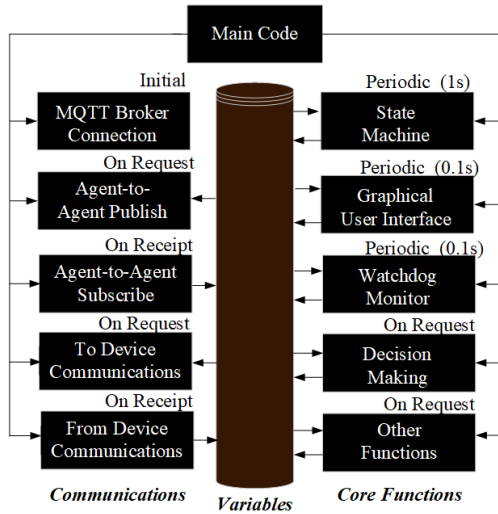 Main Code
Initial
MQTT Broker
Connection
On Request
Agent-to-
Agent Publish
On Receipt
Agent-to-Agent
Subscribe
On Request
To Device
Communications
On Receipt
From Device
Communications
Communications
Variables
Periodic (1s)
State
Machine
Periodic (0.1s)
Graphical
User Interface
Periodic (0.1s)
Watchdog
Monitor
On Request
Decision
Making
On Request
Other
Functions
Core Functions